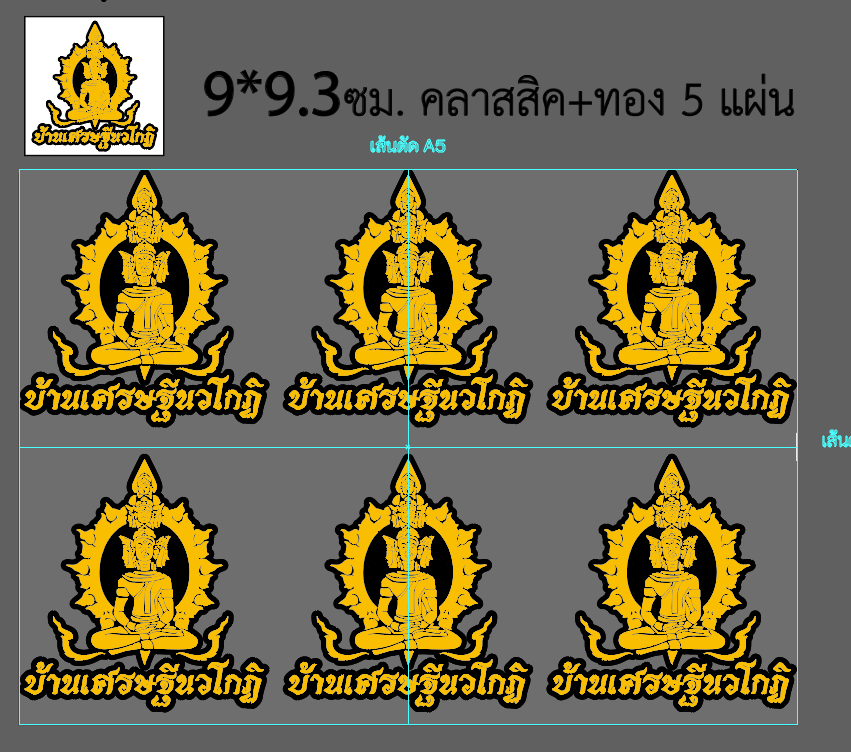 9*9.3ซม. คลาสสิค+ทอง 5 แผ่น
บ้านเศรษฐีนวโกฏิ
เส้นตัด A5
บ้านเศรษฐีนวโกฏิ บ้านเศรษฐีนวโกฏิ บ้านเศรษฐีนวโกฏิ
บ้านเศรษฐีนวโกฏิ บ้านเศรษฐีนวโกฏิ บ้านเศรษฐีนวโกฏิ